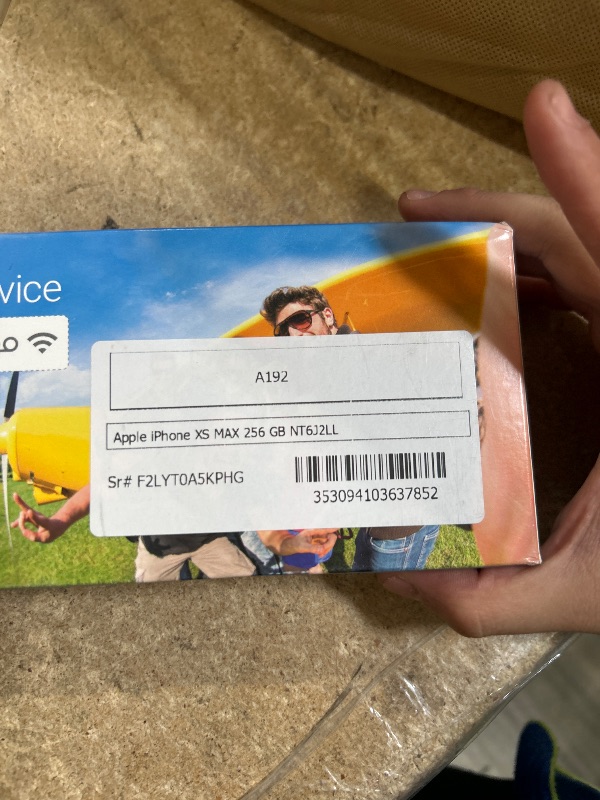 vice
A192
Apple iPhone XS MAX 256 GB NT6J2LL
Sr# F2LYT0A5KPHG
353094103637852